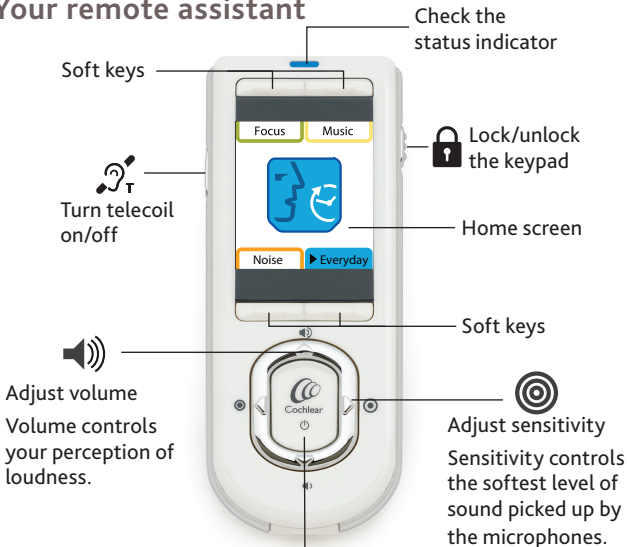 Your remote assistant
Check the
status indicator
Soft keys
Focus
Music
Lock/unlock
the keypad
T
Turn telecoil
on/off
Home screen
Noise
Everyday
Soft keys
Adjust volume
Volume controls
your perception of
loudness.
Cochlear
Adjust sensitivity
Sensitivity controls
the softest level of
sound picked up by
the microphones.